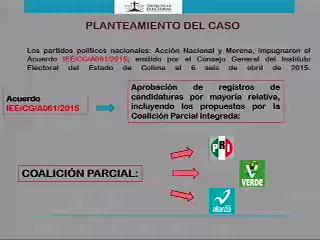 TRIBUNAL
ELECTORAL
PLANTEAMIENTO DEL CASO
Los partidos políticos nacionales: Acción Nacional y Morena, impugnaron el
Acuerdo IEE/CG/A061/2015, emitido por el Consejo General del Instituto
Electoral del Estado de Colima el 6 seis de abril de 2015.
Acuerdo
IEE/CG/A061/2015
Aprobación de registros de
candidaturas por mayoría relativa,
incluyendo los propuestos por la
Coalición Parcial integrada:
COALICIÓN PARCIAL:
PRI
VERDE
alianza